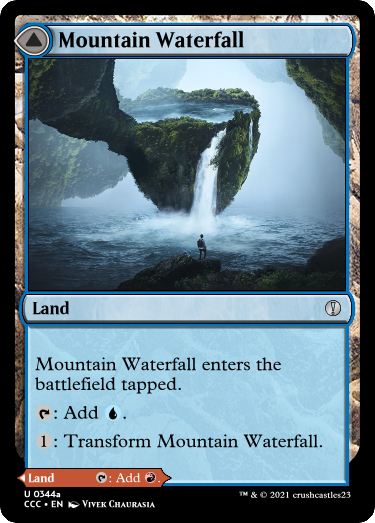 Mountain Waterfall
Land
Mountain Waterfall enters the
battlefield tapped.
: Add .
1: Transform Mountain Waterfall.
Land : Add .
U 0344a
CCC • EN Vivek Chaurasia
™ & © 2021 crushcastles23